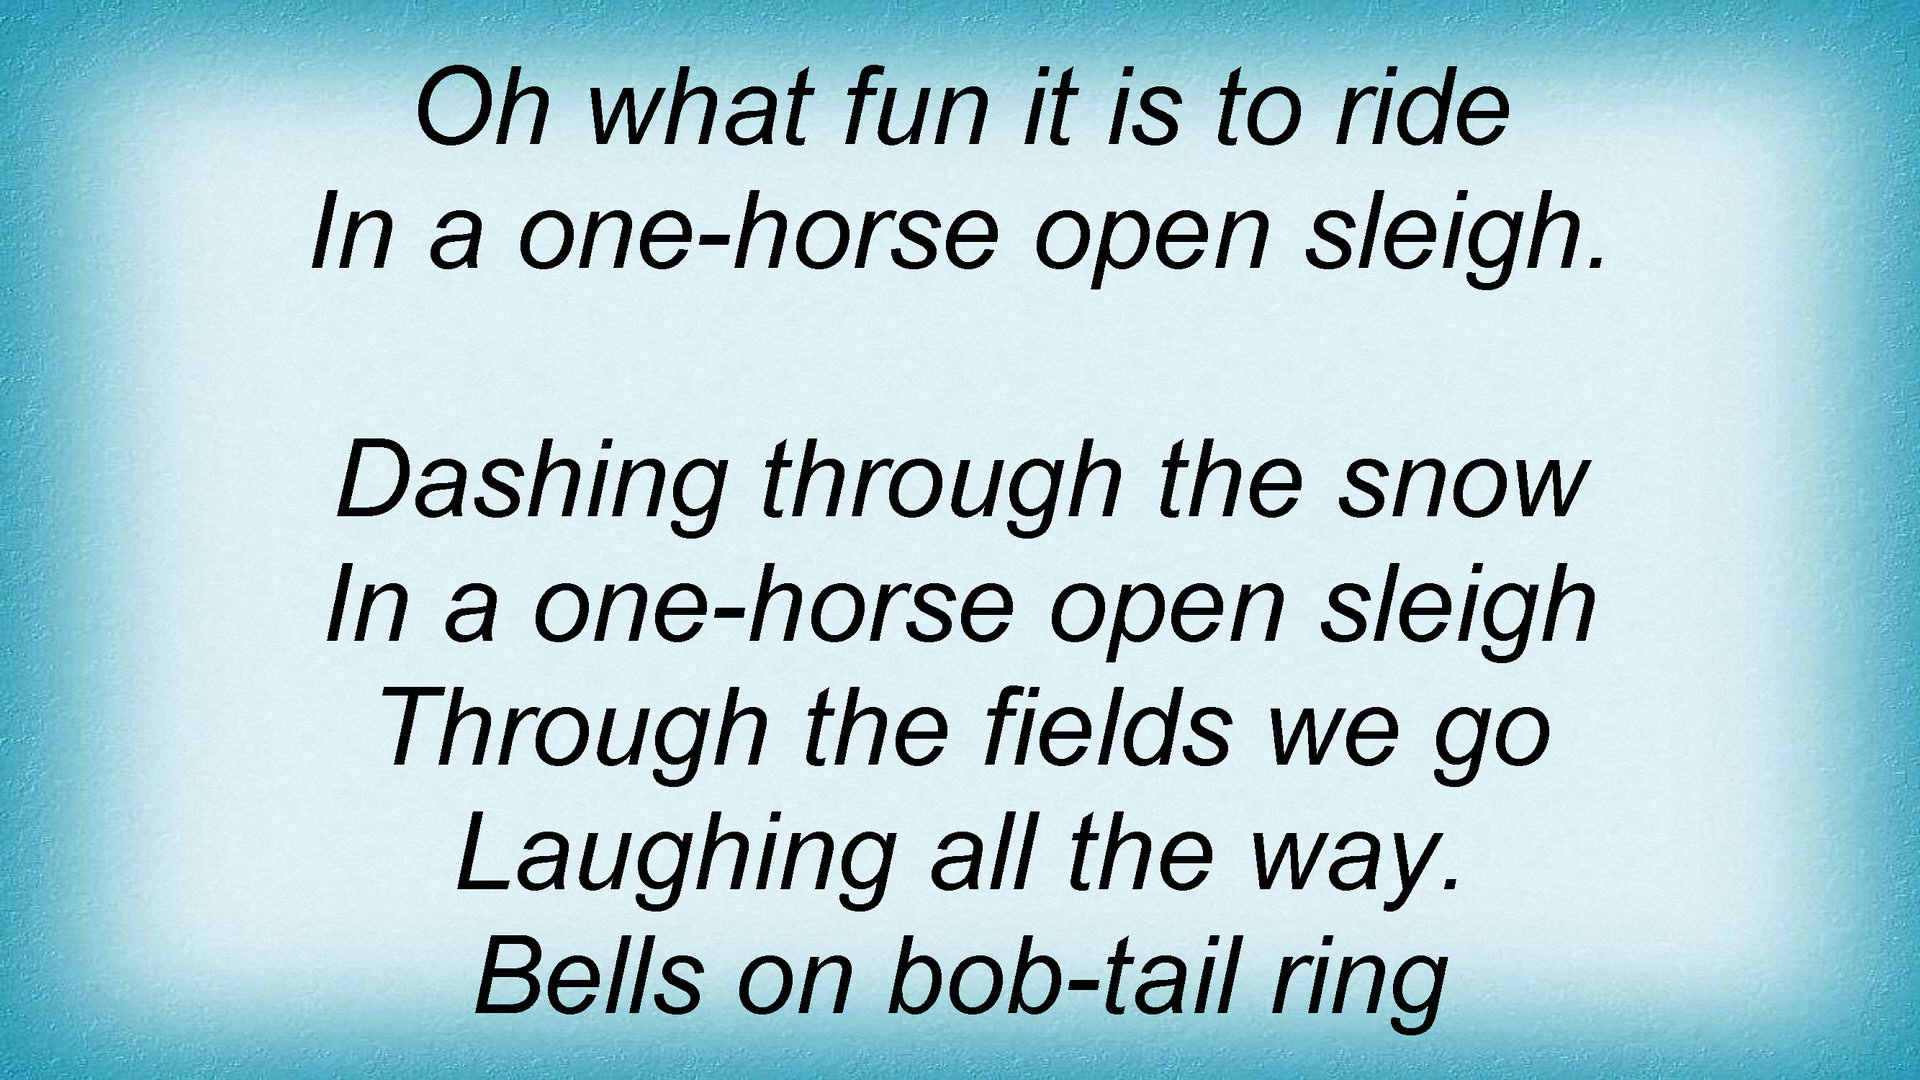 Oh what fun it is to ride
In a one-horse open sleigh.
Dashing through the snow
In a one-horse open sleigh
Through the fields we go
Laughing all the way.
Bells on bob-tail ring